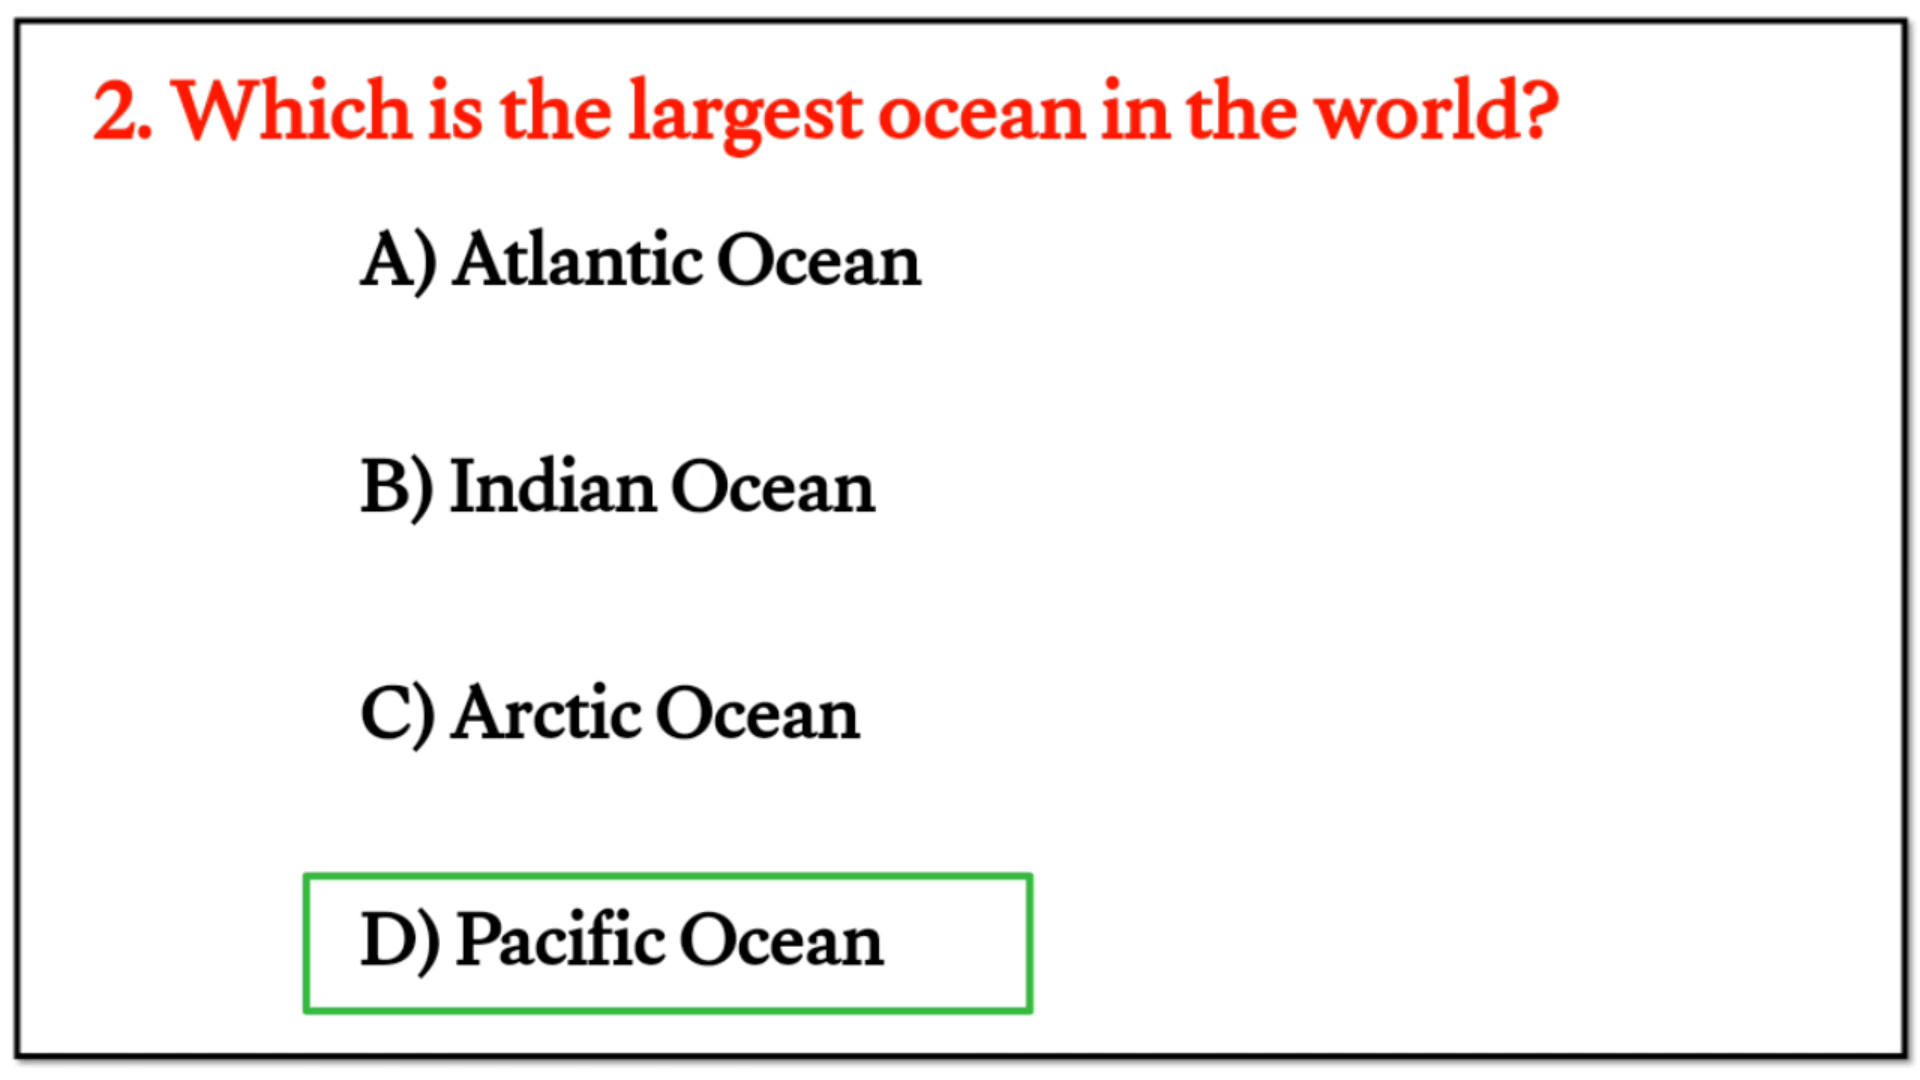 2. Which is the largest ocean in the world?
A) Atlantic Ocean
B) Indian Ocean
C) Arctic Ocean
D) Pacific Ocean